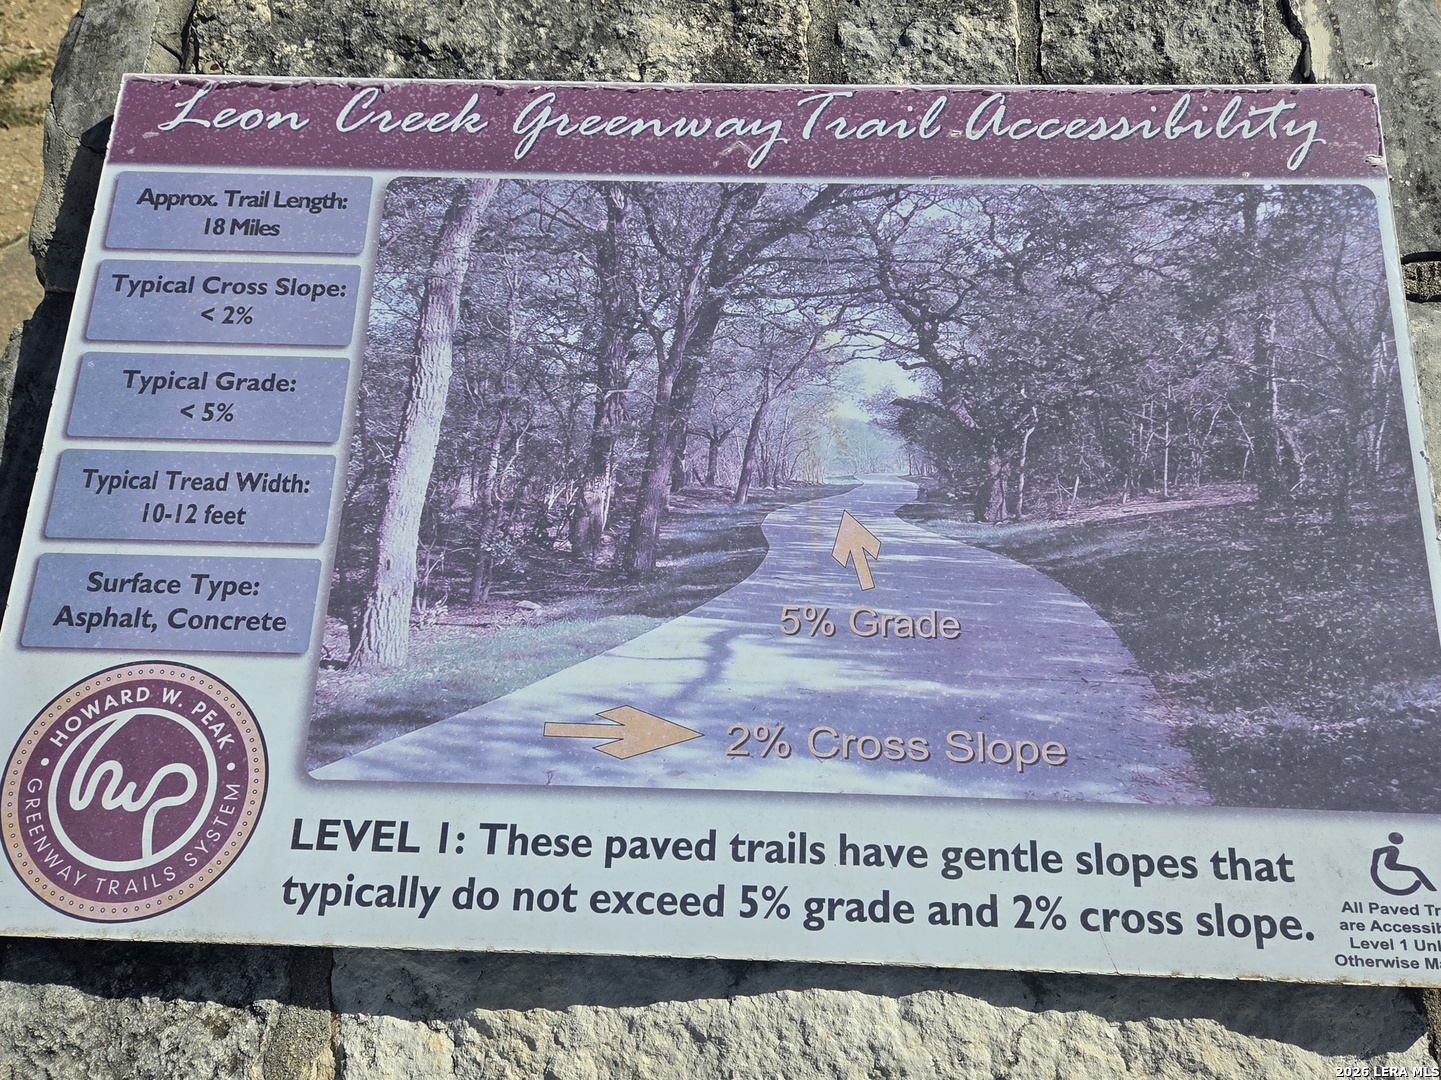 Leon Creek Greenway Trail Accessibility
Approx. Trail Length:
18 Miles
Typical Cross Slope:
< 2%
Typical Grade:
< 5%
Typical Tread Width:
10-12 feet
Surface Type:
Asphalt, Concrete
5% Grade
2% Cross Slope
HOWARD W. PEAK
hwp
GREENWAY TRAILS SYSTEM
LEVEL 1: These paved trails have gentle slopes that
typically do not exceed 5% grade and 2% cross slope.
All Paved
are
Level 1
Otherwise
2026 LERA MLS